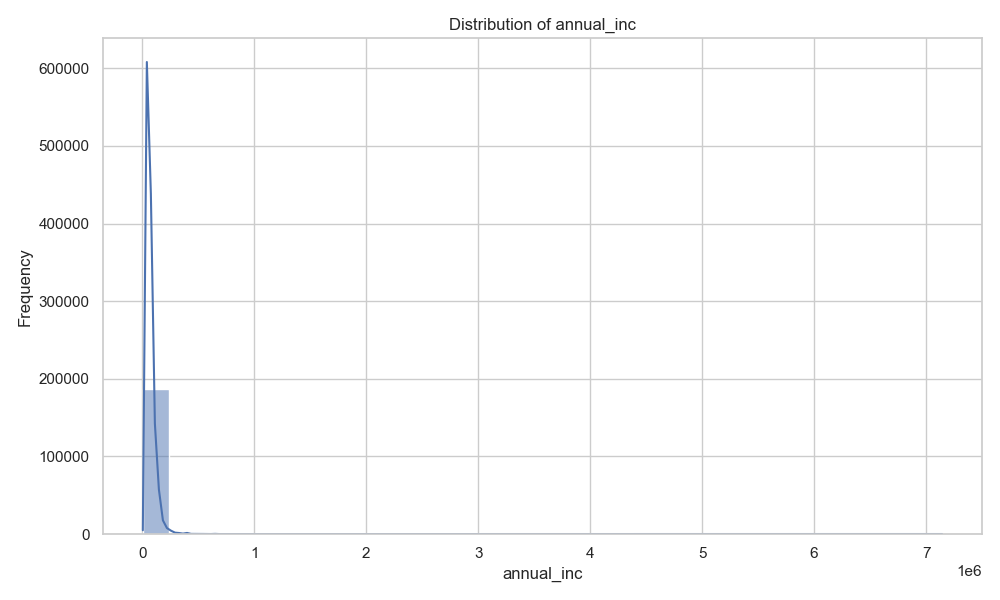 Distribution of annual_inc
600000
500000
400000
300000
200000
100000
0
Frequency
0 1 2 3 4 5 6 7
1e6
annual_inc